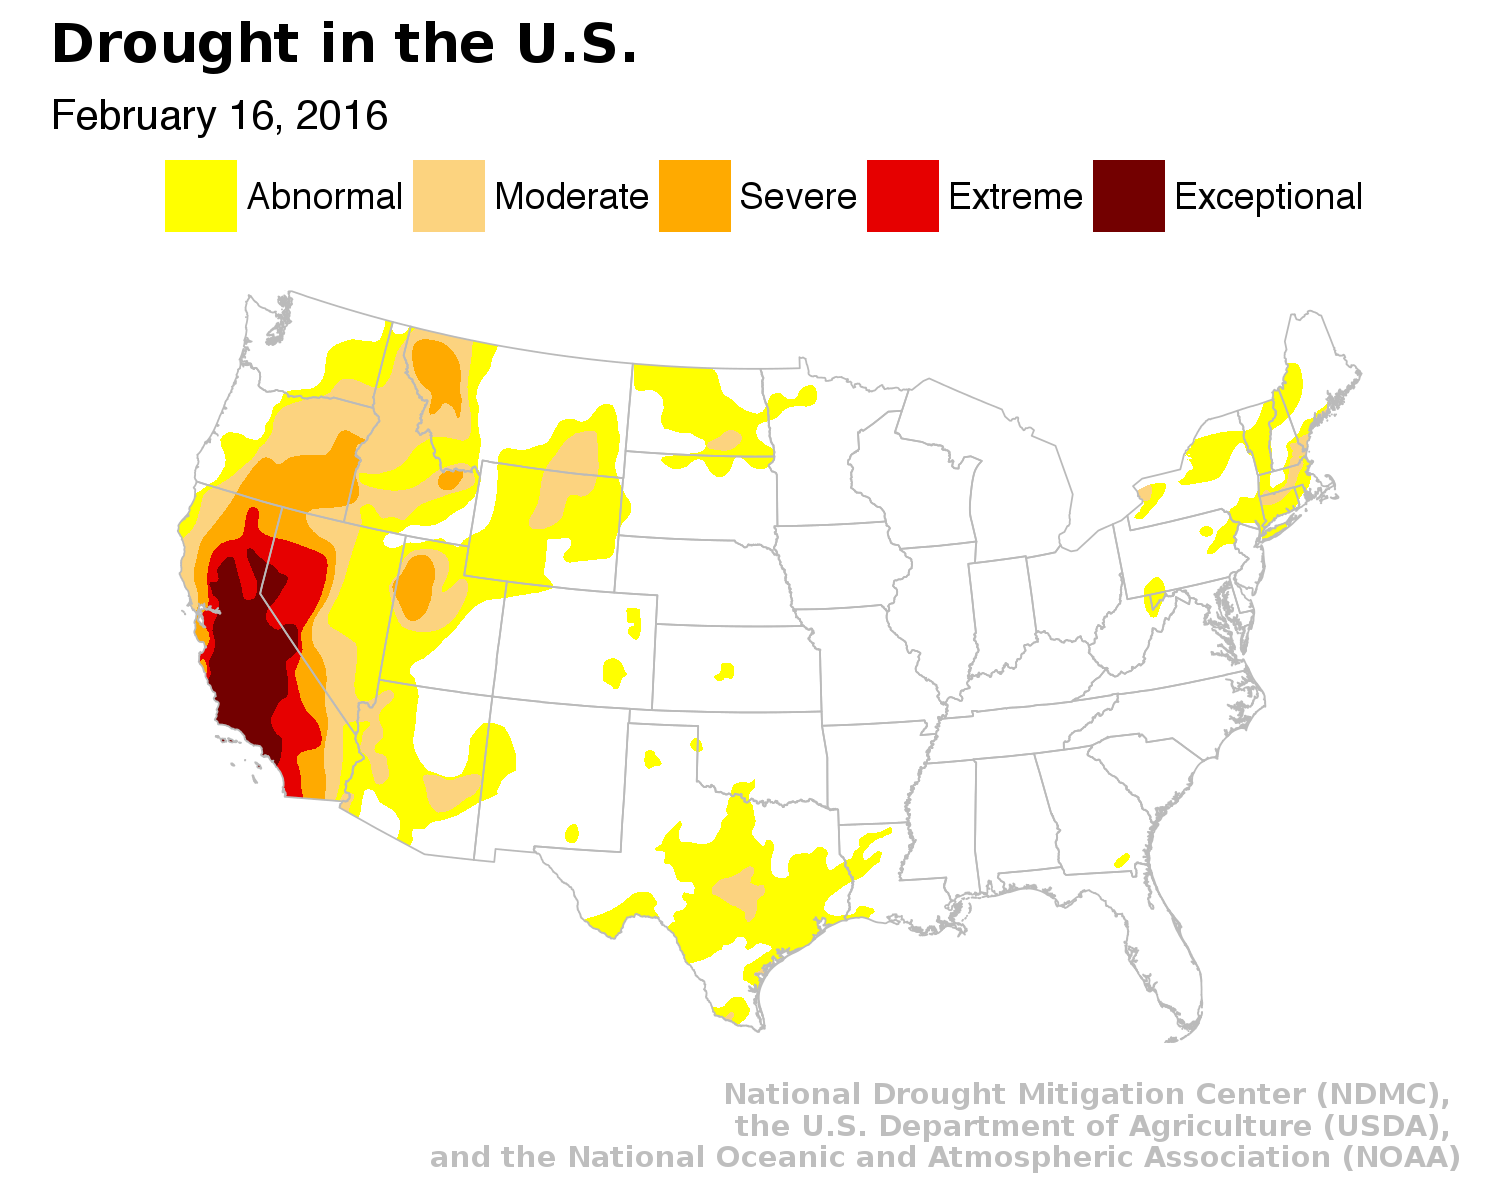 Drought in the U.S.
February 16, 2016
Abnormal Moderate Severe Extreme Exceptional
National Drought Mitigation Center (NDMC),
the U.S. Department of Agriculture (USDA),
and the National Oceanic and Atmospheric Association (NOAA)